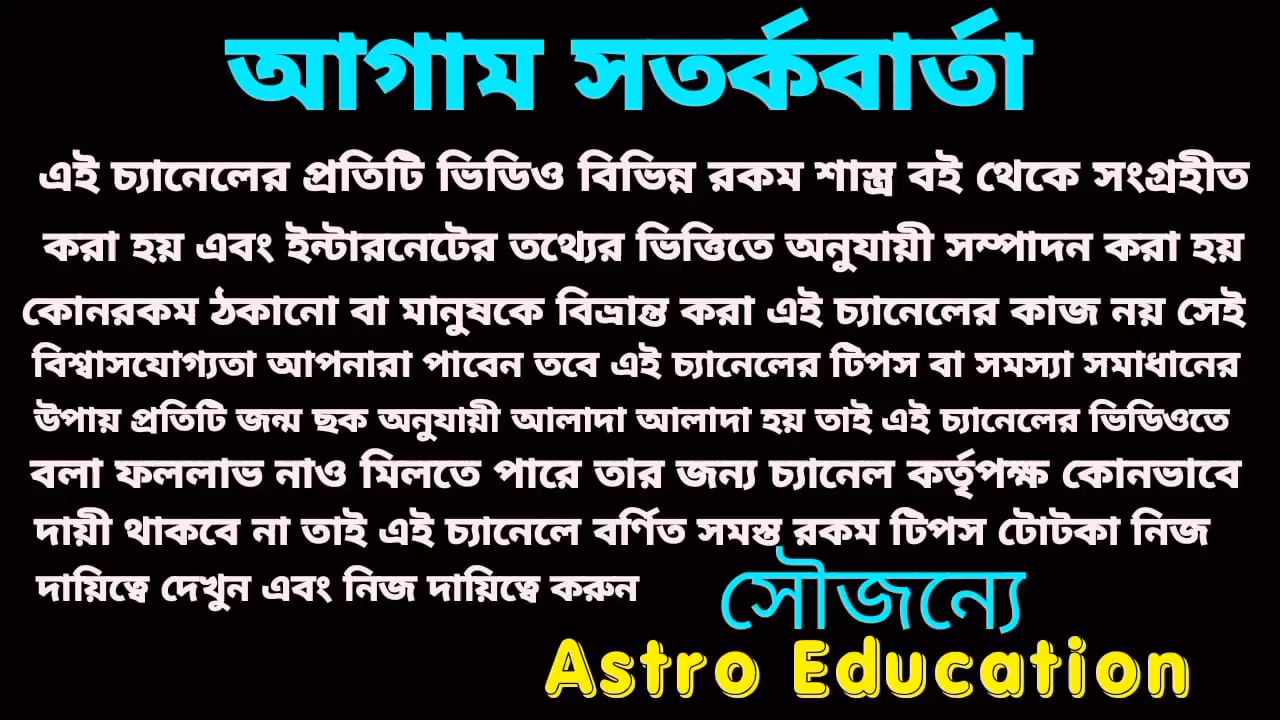 আগাম সতর্কবার্তা
এই চ্যানেলের প্রতিটি ভিডিও বিভিন্ন রকম শাস্ত্র বই থেকে সংগ্রহীত
করা হয় এবং ইন্টারনেটের তথ্যের ভিত্তিতে অনুযায়ী সম্পাদন করা হয়
কোনরকম ঠকানো বা মানুষকে বিভ্রান্ত করা এই চ্যানেলের কাজ নয় সেই
বিশ্বাসযোগ্যতা আপনারা পাবেন তবে এই চ্যানেলের টিপস বা সমস্যা সমাধানের
উপায় প্রতিটি জন্ম ছক অনুযায়ী আলাদা আলাদা হয় তাই এই চ্যানেলের ভিডিওতে
বলা ফললাভ নাও মিলতে পারে তার জন্য চ্যানেল কর্তৃপক্ষ কোনভাবে
দায়ী থাকবে না তাই এই চ্যানেলে বর্ণিত সমস্ত রকম টিপস টোটকা নিজ
দায়িত্বে দেখুন এবং নিজ দায়িত্বে করুন
সৌজন্যে
Astro Education